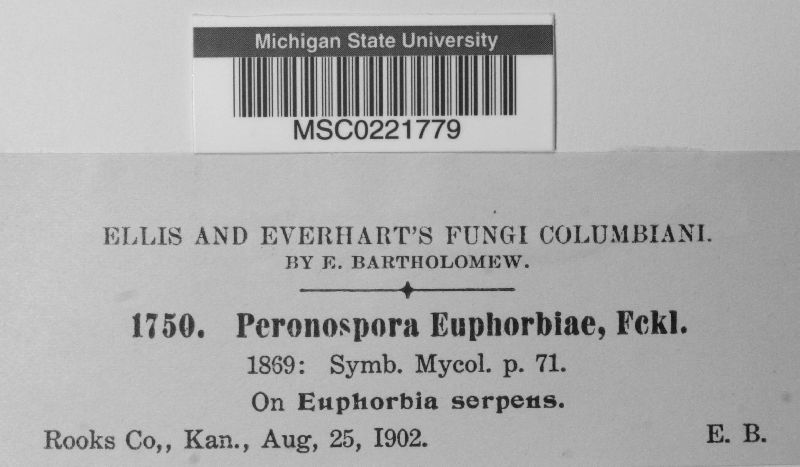 Michigan State University
MSC0221779
ELLIS AND EVERHART'S FUNGI COLUMBIANI.
BY E. BARTHOLOMEW.
1750. Peronospora Euphorbiae, Fckl.
1869: Symb. Mycol. p. 71.
On Euphorbia serpens.
Rooks Co,, Kan., Aug, 25, 1902. E. B.